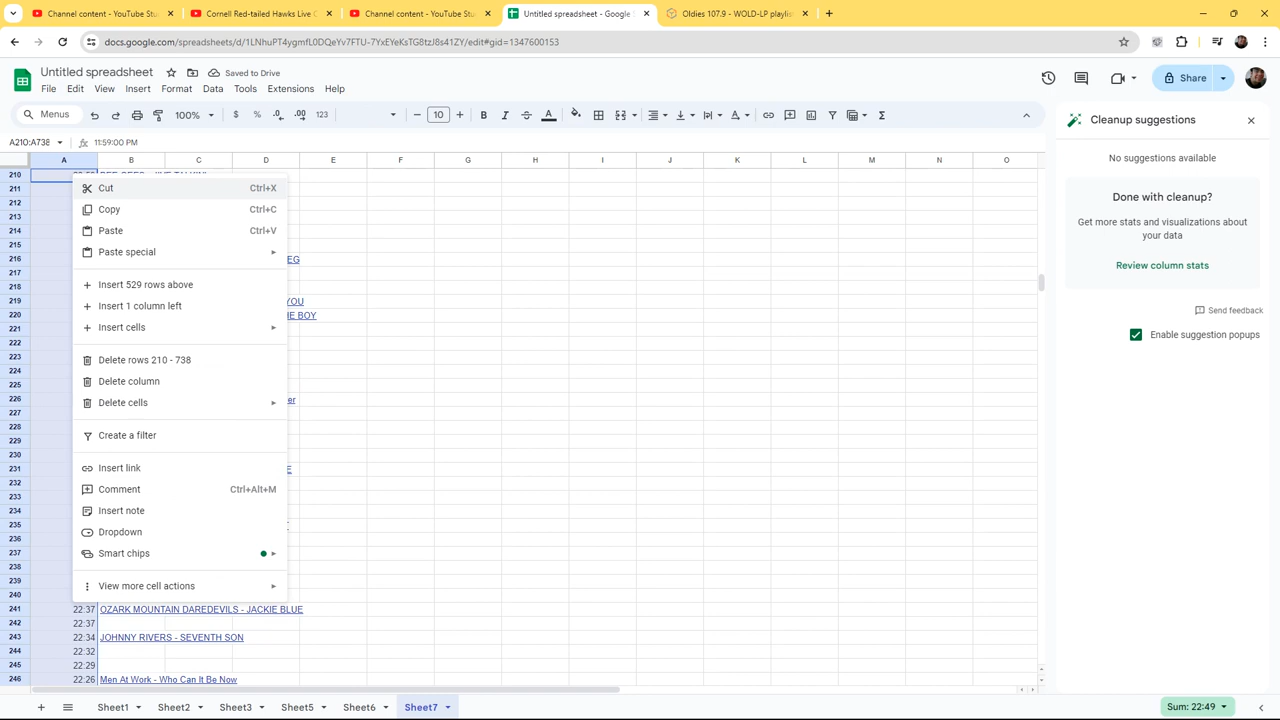 Channel content - YouTube Stu
Cornell Red-tailed Hawks Live C
Channel content - YouTube Stu
Untitled spreadsheet - Google S
Oldies 107.9 - WOLD-LP playlis
docs.google.com/spreadsheets/d/1LNhuPT4ygmfL0DQeYv7FTU-7YxEYeKsTG8tzJ8s41ZY/edit#gid=1347600153
Untitled spreadsheet
Saved to Drive
File Edit View Insert Format Data Tools Extensions Help
Share
Menus 100% $ % .0 .00 123 10 B I A
A210:A738 fx 11:59:00 PM
A B C D E F G H I J K L M N O
210
211
212
213
214
215
216 EG
217
218
219 YOU
220 IE BOY
221
222
223
224
225
226 er
227
228
229
230
231 E
232
233
234
235
236
237
238
239
240
241 22:37 OZARK MOUNTAIN DAREDEVILS - JACKIE BLUE
242 22:37
243 22:34 JOHNNY RIVERS - SEVENTH SON
244 22:32
245 22:29
246 22:26 Men At Work - Who Can It Be Now
Cut Ctrl+X
Copy Ctrl+C
Paste Ctrl+V
Paste special
Insert 529 rows above
Insert 1 column left
Insert cells
Delete rows 210 - 738
Delete column
Delete cells
Create a filter
Insert link
Comment Ctrl+Alt+M
Insert note
Dropdown
Smart chips
View more cell actions
Cleanup suggestions
No suggestions available
Done with cleanup?
Get more stats and visualizations about
your data
Review column stats
Send feedback
Enable suggestion popups
Sheet1 Sheet2 Sheet3 Sheet5 Sheet6 Sheet7
Sum: 22:49